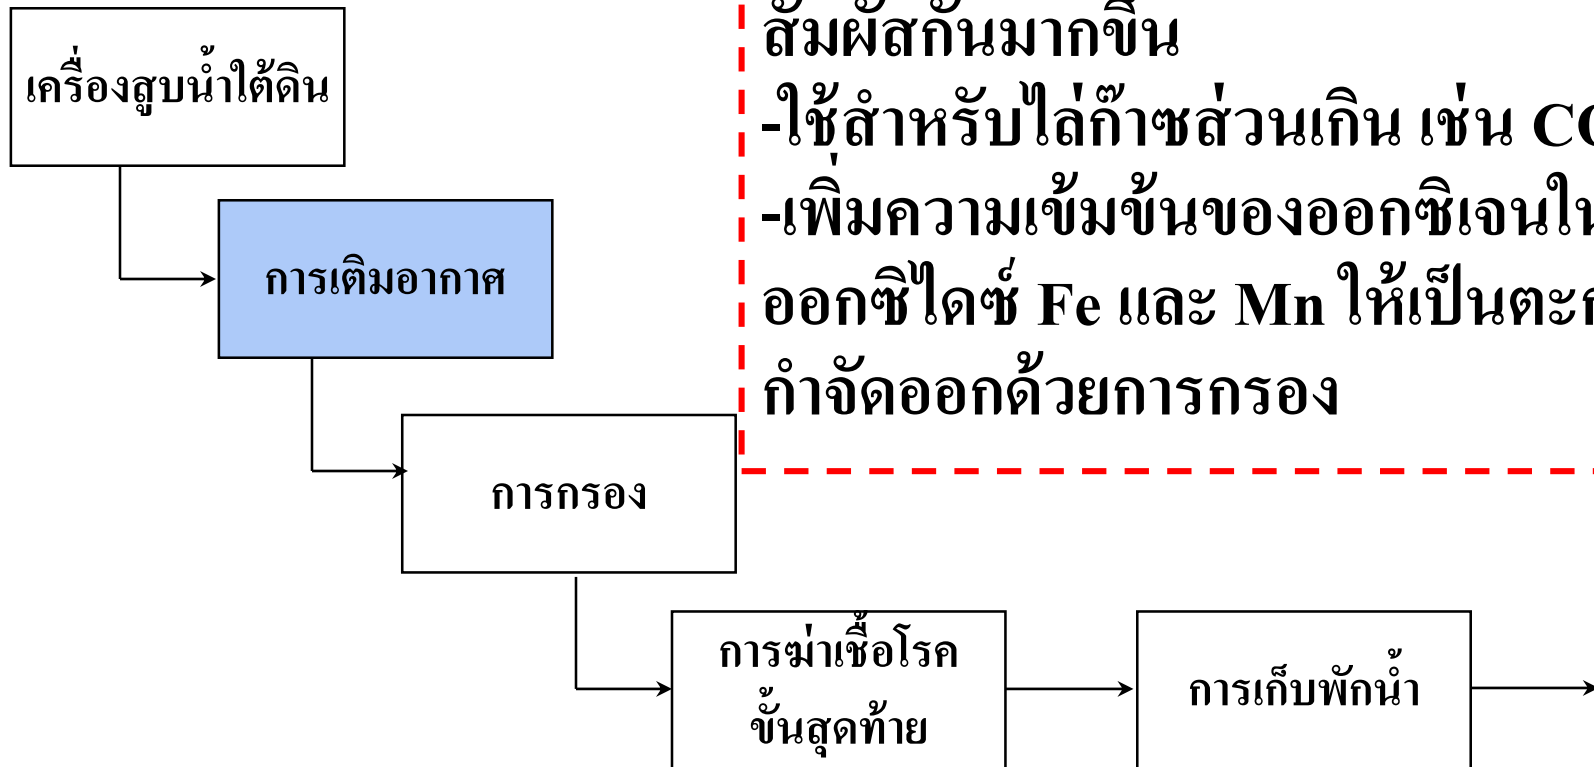 เครื่องสูบน้ำใต้ดิน
การเติมอากาศ
การกรอง
สัมผัสกันมากขึ้น
-ใช้สำหรับไล่ก๊าซส่วนเกิน เช่น
-เพิ่มความเข้มข้นของออกซิเจน
ออกซิไดซ์ Fe และ Mn ให้เป็น
กำจัดออกด้วยการกรอง
การฆ่าเชื้อโรค
ขั้นสุดท้าย
การเก็บพักน้ำ